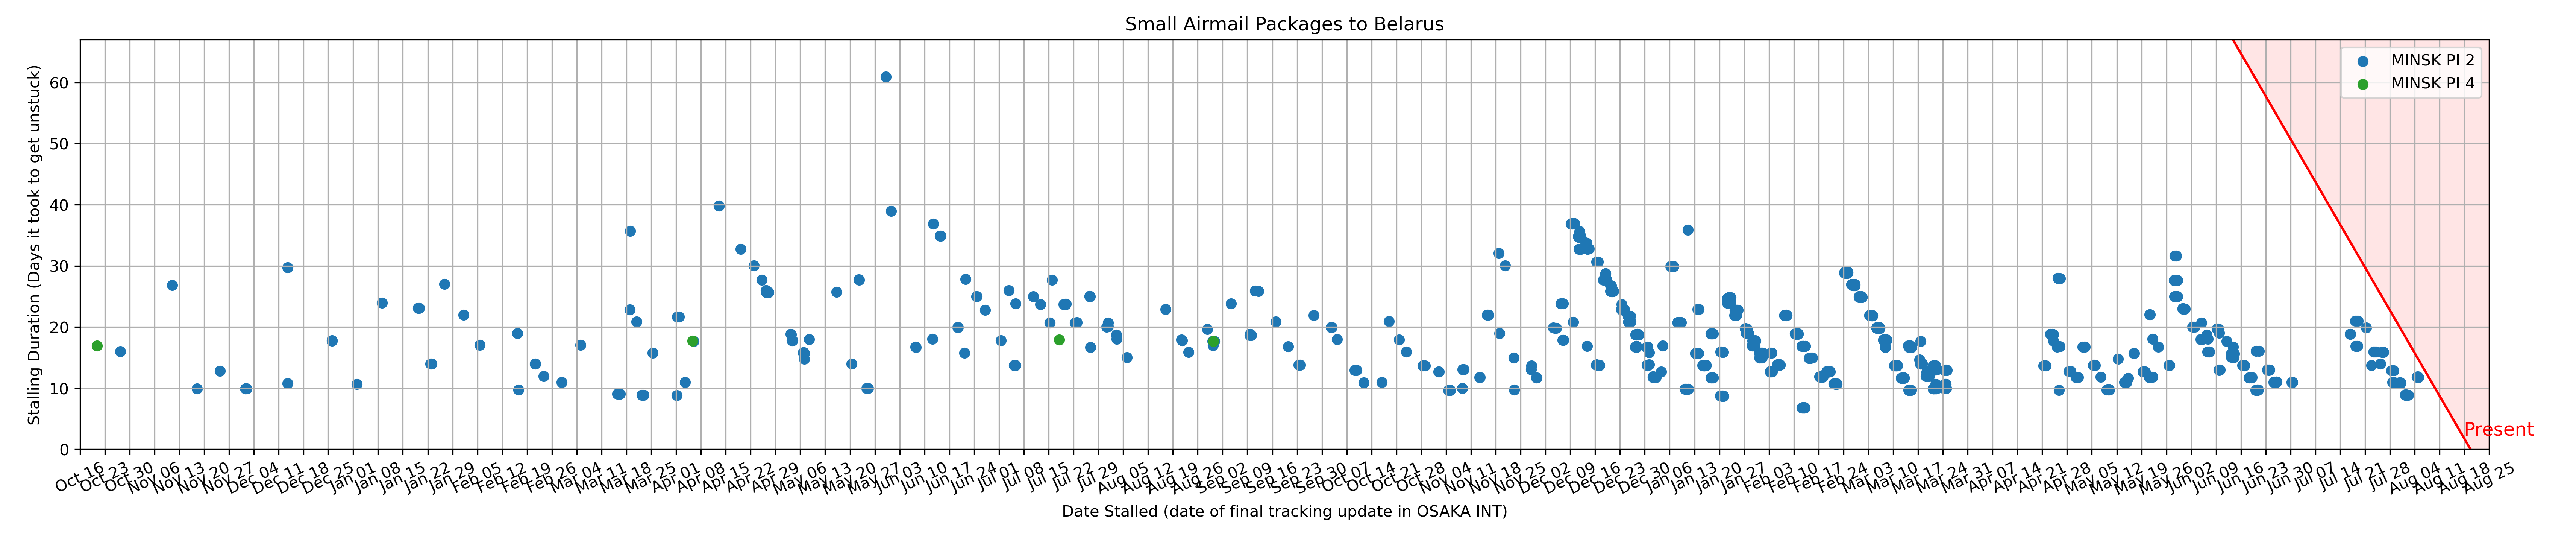 Small Airmail Packages to Belarus
Stalling Duration (Days it took to get unstuck)
60
50
40
30
20
10
0
MINSK PI 2
MINSK PI 4
Present
Oct 16
Oct 23
Oct 30
Nov 06
Nov 13
Nov 20
Nov 27
Dec 04
Dec 11
Dec 18
Dec 25
Jan 01
Jan 08
Jan 15
Jan 22
Jan 29
Feb 05
Feb 12
Feb 19
Feb 26
Mar 04
Mar 11
Mar 18
Mar 25
Apr 01
Apr 08
Apr 15
Apr 22
Apr 29
May 06
May 13
May 20
May 27
Jun 03
Jun 10
Jun 17
Jun 24
Jul 01
Jul 08
Jul 15
Jul 22
Jul 29
Aug 05
Aug 12
Aug 19
Aug 26
Sep 02
Sep 09
Sep 16
Sep 23
Sep 30
Oct 07
Oct 14
Oct 21
Oct 28
Nov 04
Nov 11
Nov 18
Nov 25
Dec 02
Dec 09
Dec 16
Dec 23
Dec 30
Jan 06
Jan 13
Jan 20
Jan 27
Feb 03
Feb 10
Feb 17
Feb 24
Mar 03
Mar 10
Mar 17
Mar 24
Mar 31
Apr 07
Apr 14
Apr 21
Apr 28
May 05
May 12
May 19
May 26
Jun 02
Jun 09
Jun 16
Jun 23
Jun 30
Jul 07
Jul 14
Jul 21
Jul 28
Aug 04
Aug 11
Aug 18
Aug 25
Date Stalled (date of final tracking update in OSAKA INT)